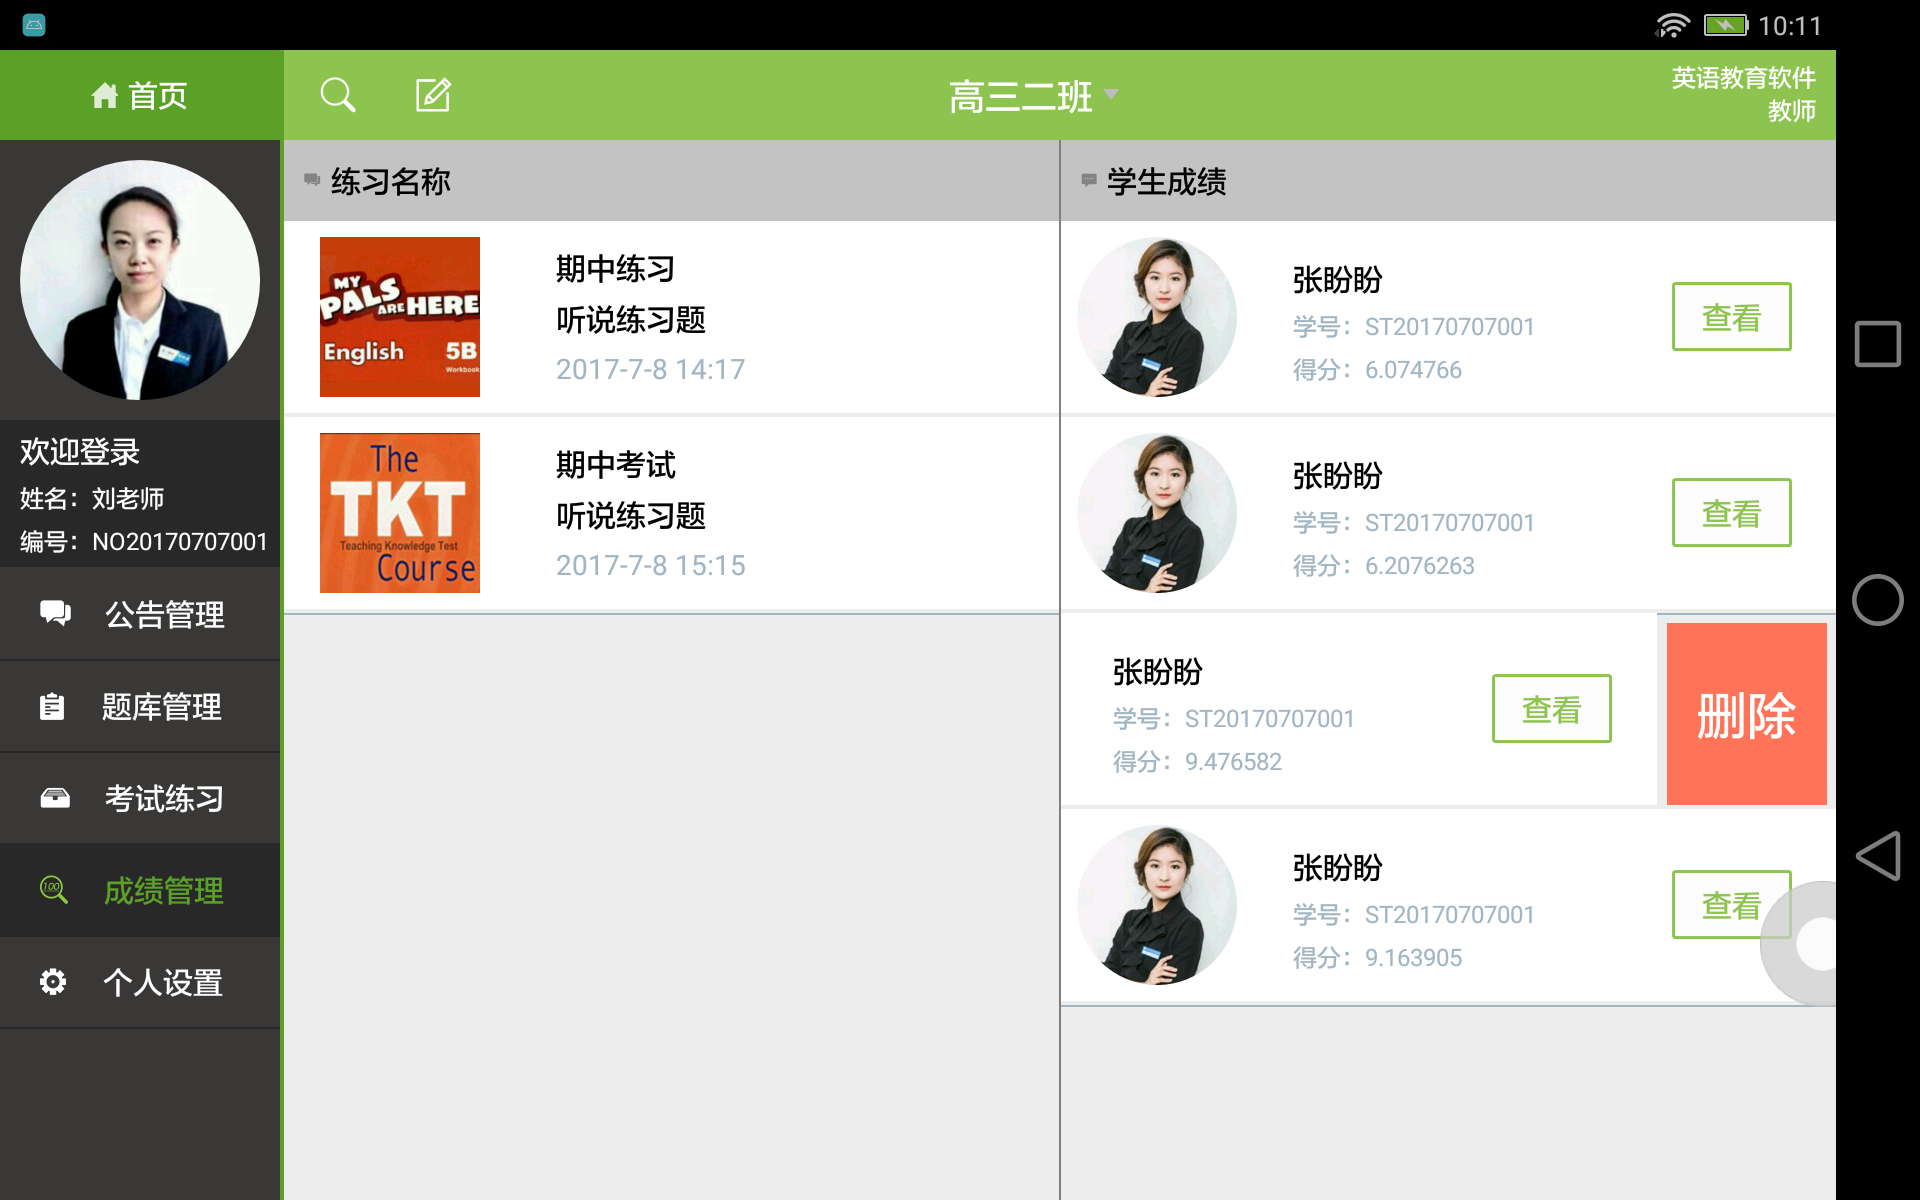 10:11
首页
高三二班
英语教育软件
教师
欢迎登录
姓名：刘老师
编号：NO20170707001
公告管理
题库管理
考试练习
100
成绩管理
个人设置
练习名称
MY
PALS
ARE HERE
English 5B
Workbook
期中练习
听说练习题
2017-7-8 14:17
The
TKT
Teaching Knowledge Test
Course
期中考试
听说练习题
2017-7-8 15:15
学生成绩
张盼盼
学号：ST20170707001
得分：6.074766
查看
张盼盼
学号：ST20170707001
得分：6.2076263
查看
张盼盼
学号：ST20170707001
得分：9.476582
查看
删除
张盼盼
学号：ST20170707001
得分：9.163905
查看